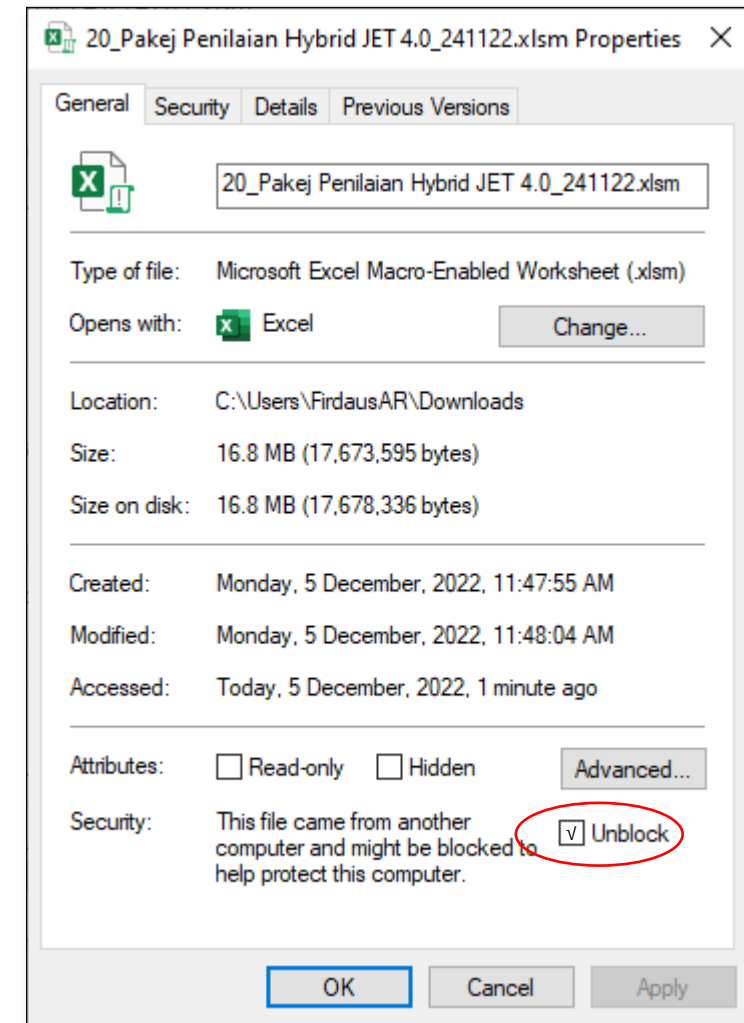 20_Pakej Penilaian Hybrid JET 4.0_241122.xlsm Properties
General Security Details Previous Versions
20_Pakej Penilaian Hybrid JET 4.0_241122.xlsm
Type of file: Microsoft Excel Macro-Enabled Worksheet (.xlsm)
Opens with: Excel Change...
Location: C:\Users\FirdausAR\Downloads
Size: 16.8 MB (17,673,595 bytes)
Size on disk: 16.8 MB (17,678,336 bytes)
Created: Monday, 5 December, 2022, 11:47:55 AM
Modified: Monday, 5 December, 2022, 11:48:04 AM
Accessed: Today, 5 December, 2022, 1 minute ago
Attributes: Read-only Hidden Advanced...
Security: This file came from another
computer and might be blocked to
help protect this computer.
√ Unblock
OK Cancel Apply